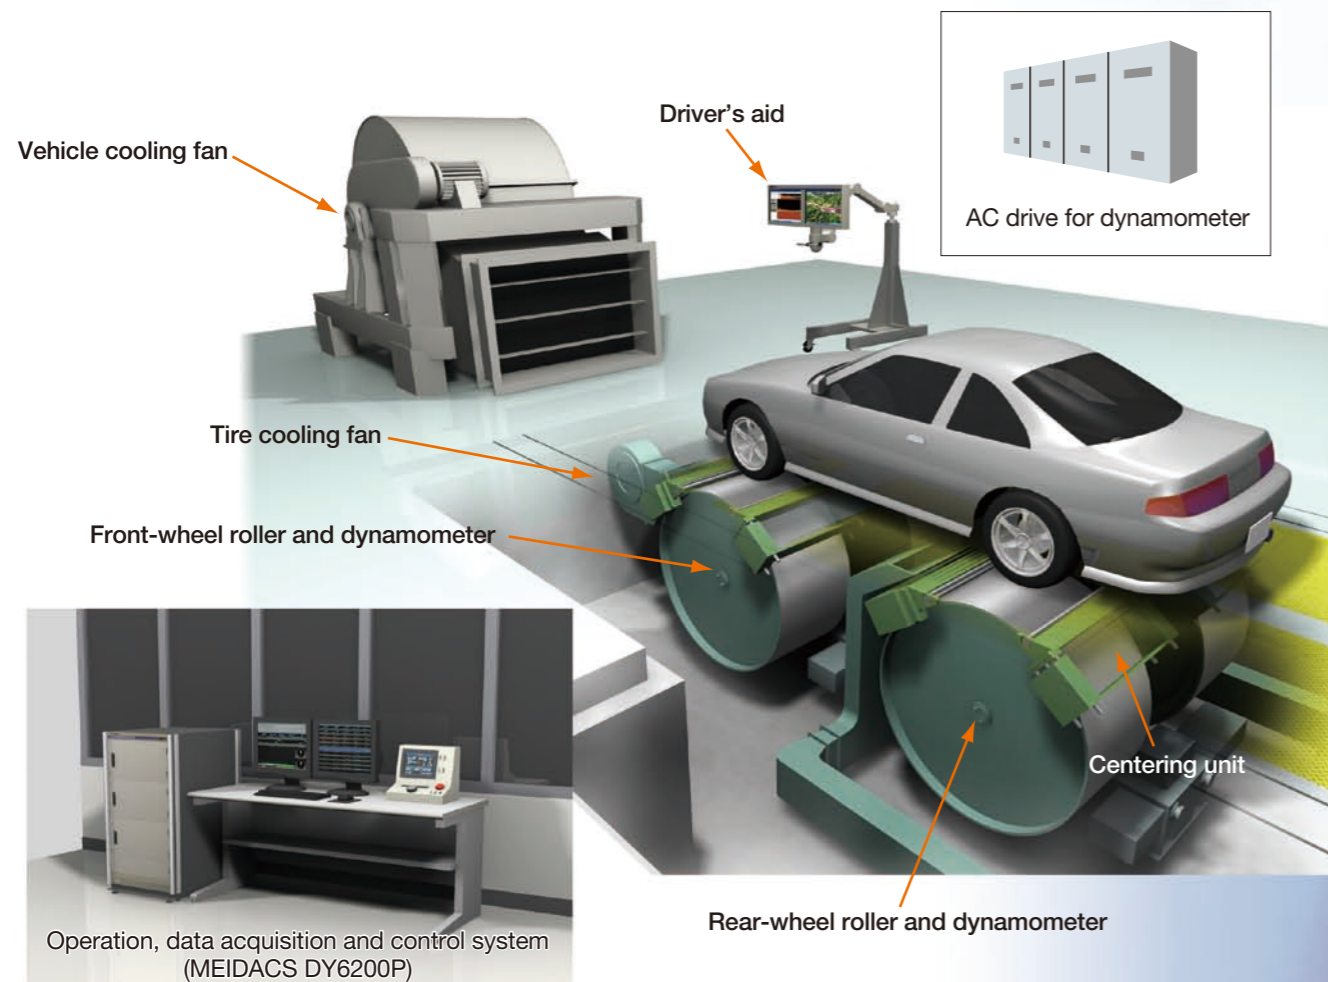 Driver's aid
Vehicle cooling fan
AC drive for dynamometer
Tire cooling fan
Front-wheel roller and dynamometer
Centering unit
Rear-wheel roller and dynamometer
Operation, data acquisition and control system
(MEIDACS DY6200P)